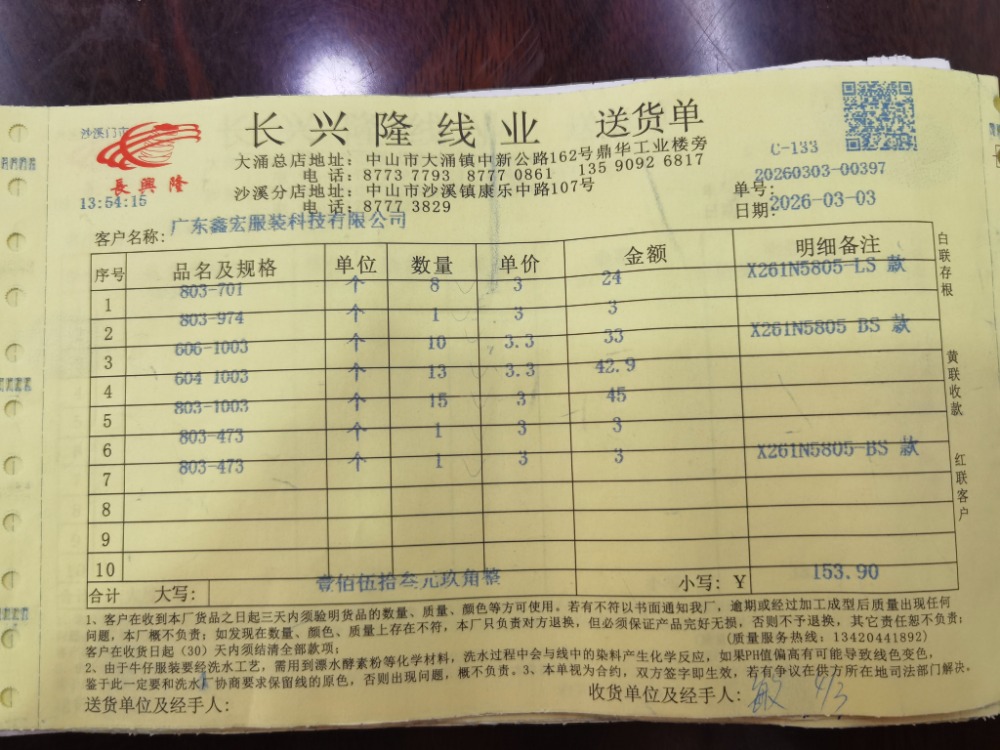 沙溪门市
長興隆
13:54:15
长兴隆线业 送货单
大涌总店地址：中山市大涌镇中新公路162号鼎华工业楼旁
电 话：8773 7793 8777 0861 135 9092 6817
沙溪分店地址：中山市沙溪镇康乐中路107号
电 话：8777 3829
C-133
单号：20260303-00397
日期：2026-03-03
客户名称：广东鑫宏服装科技有限公司
序号 品名及规格 单位 数量 单价 金额 明细备注
1 803-701 个 8 3 24 X261N5805-LS 款
2 803-974 个 1 3 3
3 606-1003 个 10 3.3 33 X261N5805 BS 款
4 604 1003 个 13 3.3 42.9
5 803-1003 个 15 3 45
6 803-473 个 1 3 3
7 803-473 个 1 3 3 X261N5805-BS 款
8
9
10
合计 大写：壹佰伍拾叁元玖角整 小写：Y 153.90
白联存根
黄联收款
红联客户
1、客户在收到本厂货品之日起三天内须验明货品的数量、质量、颜色等方可使用。若有不符以书面通知我厂，逾期或经过加工成型后质量出现任何
问题，本厂概不负责；如发现在数量、颜色、质量上存在不符，本厂只负责对方退换，但必须保证产品完好无损，否则不于退换，其它责任恕不负责；
客户在收货日起（30）天内须结清全部款项； (质量服务热线：13420441892)
2、由于牛仔服装要经洗水工艺，需用到漂水酵素粉等化学材料，洗水过程中会与线中的染料产生化学反应，如果PH值偏高有可能导致线色变色，
鉴于此一定要和洗水厂协商要求保留线的原色，否则出现问题，概不负责。3、本单视为合约，双方签字即生效，若有争议在供方所在地司法部门解决。
送货单位及经手人： 收货单位及经手人：敏 4/3